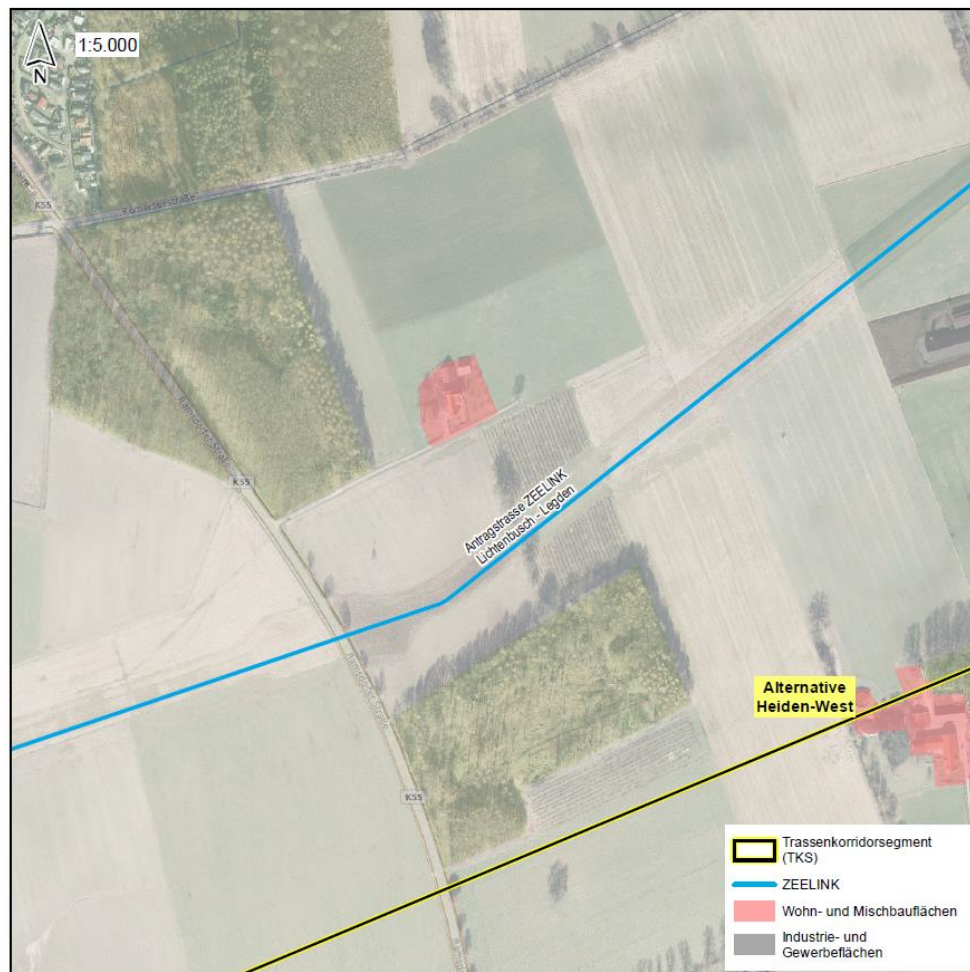 1:5.000
N
K55
K55
Antragstrasse ZEELINK
Lichtenbusch - Legden
K55
Alternative
Heiden-West
Trassenkorridorsegment
(TKS)
ZEELINK
Wohn- und Mischbauflächen
Industrie- und
Gewerbeflächen